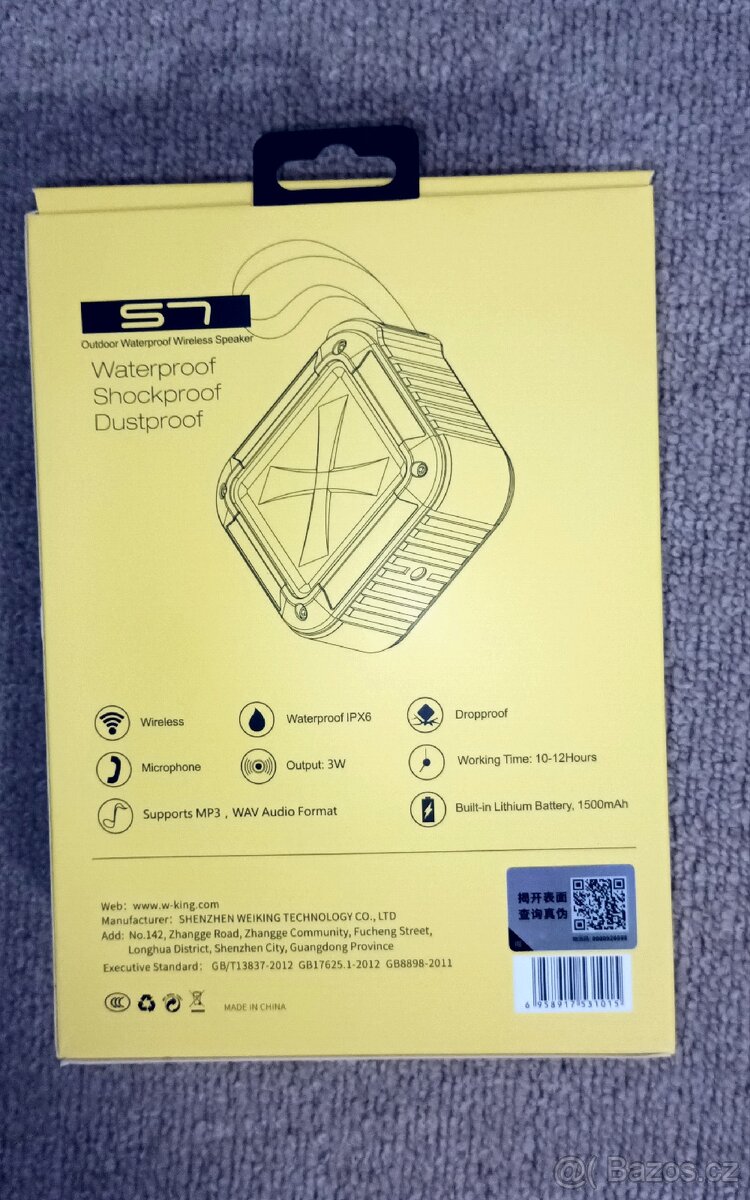 S7
Outdoor Waterproof Wireless Speaker
Waterproof
Shockproof
Dustproof
Wireless
Waterproof IPX6
Dropproof
Microphone
Output: 3W
Working Time: 10-12Hours
Supports MP3 , WAV Audio Format
Built-in Lithium Battery, 1500mAh
Web: www.w-king.com
Manufacturer: SHENZHEN WEIKING TECHNOLOGY CO., LTD
Add: No.142, Zhangge Road, Zhangge Community, Fucheng Street,
Longhua District, Shenzhen City, Guangdong Province
Executive Standard: GB/T13837-2012 GB17625.1-2012 GB8898-2011
MADE IN CHINA
揭开表面
查询真伪
6 958917 531015
@( Bazos.cz